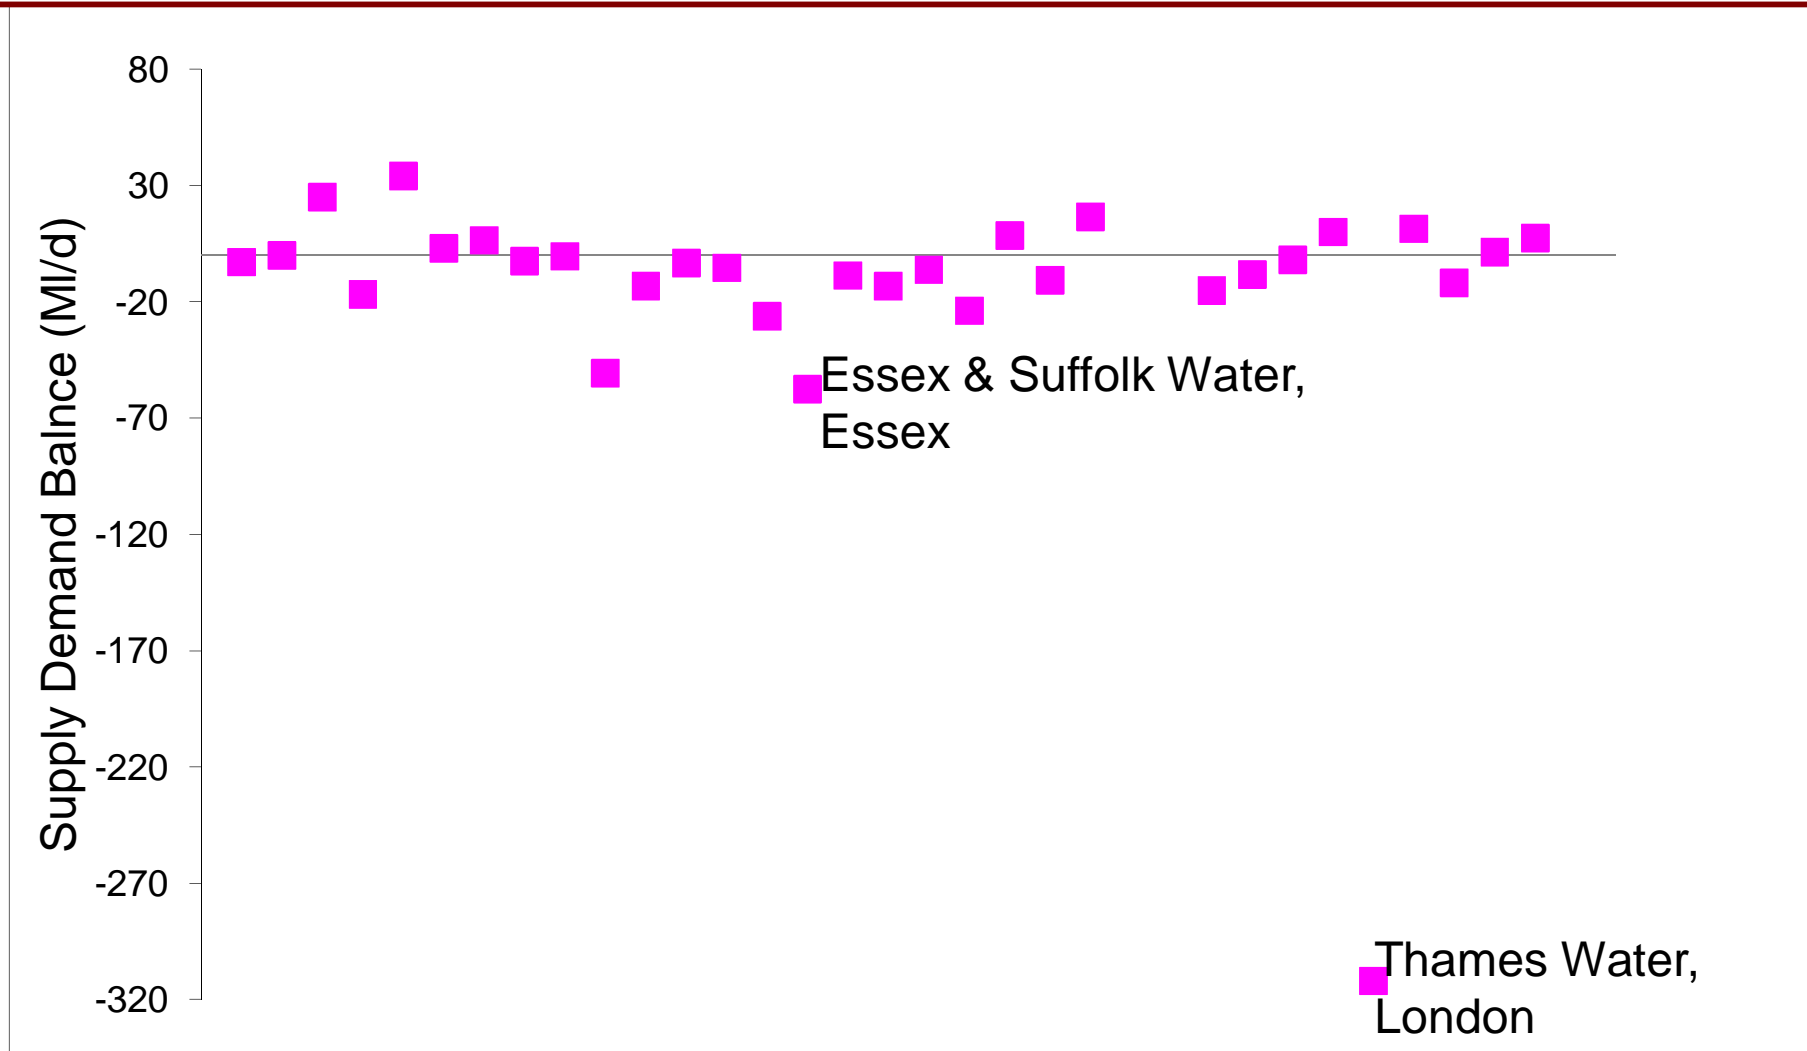 80
30
-20
-70
-120
-170
-220
-270
-320
Supply Demand Balnce (Ml/d)
Essex & Suffolk Water,
Essex
Thames Water,
London